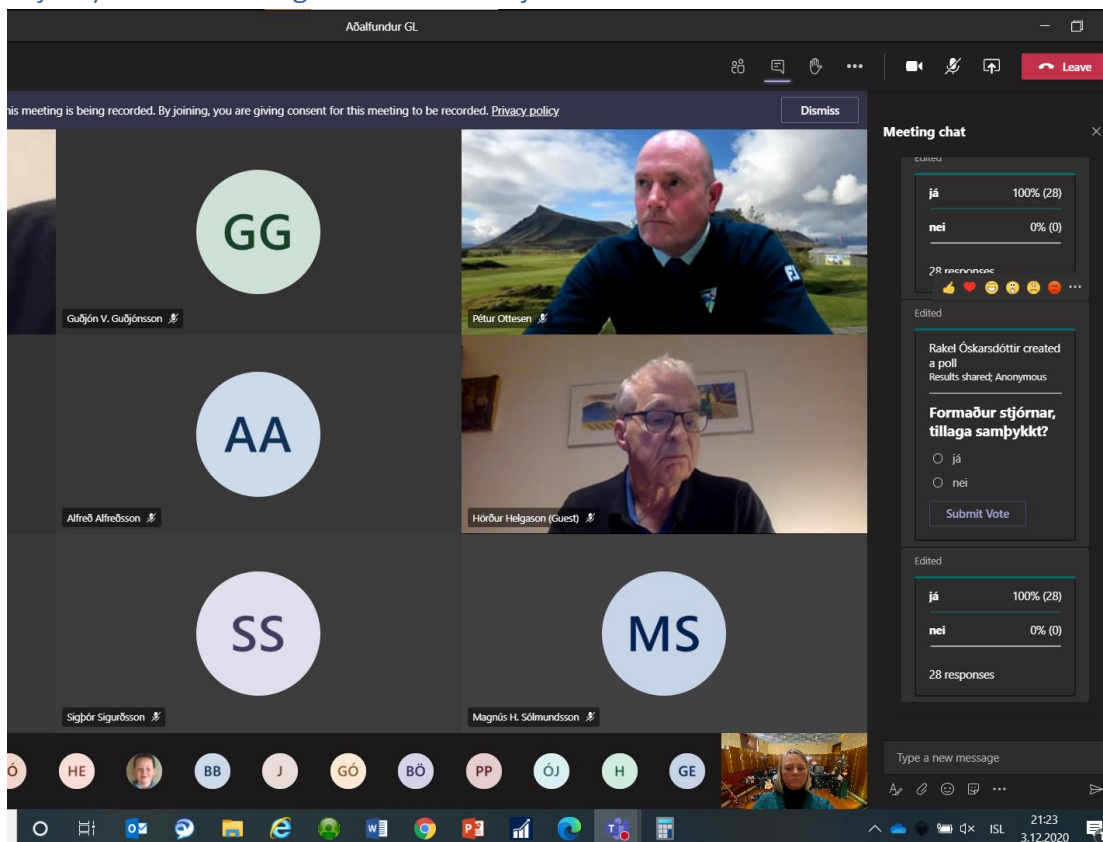 Aðalfundur GL
Leave
his meeting is being recorded. By joining, you are giving consent for this meeting to be recorded. Privacy policy
Dismiss
GG
Guðjón V. Guðjónsson
Pétur Ottesen
AA
Alfreð Alfreðsson
Hörður Helgason (Guest)
SS
Sigþór Sigurðsson
MS
Magnús H. Sólmundsson
Ó HE BB J GÓ BÖ PP ÓJ H GE
Meeting chat
Edited
já 100% (28)
nei 0% (0)
28 responses
Edited
Rakel Óskarsdóttir created
a poll
Results shared; Anonymous
Formaður stjórnar,
tillaga samþykkt?
já
nei
Submit Vote
Edited
já 100% (28)
nei 0% (0)
28 responses
Type a new message
ISL
21:23
3.12.2020